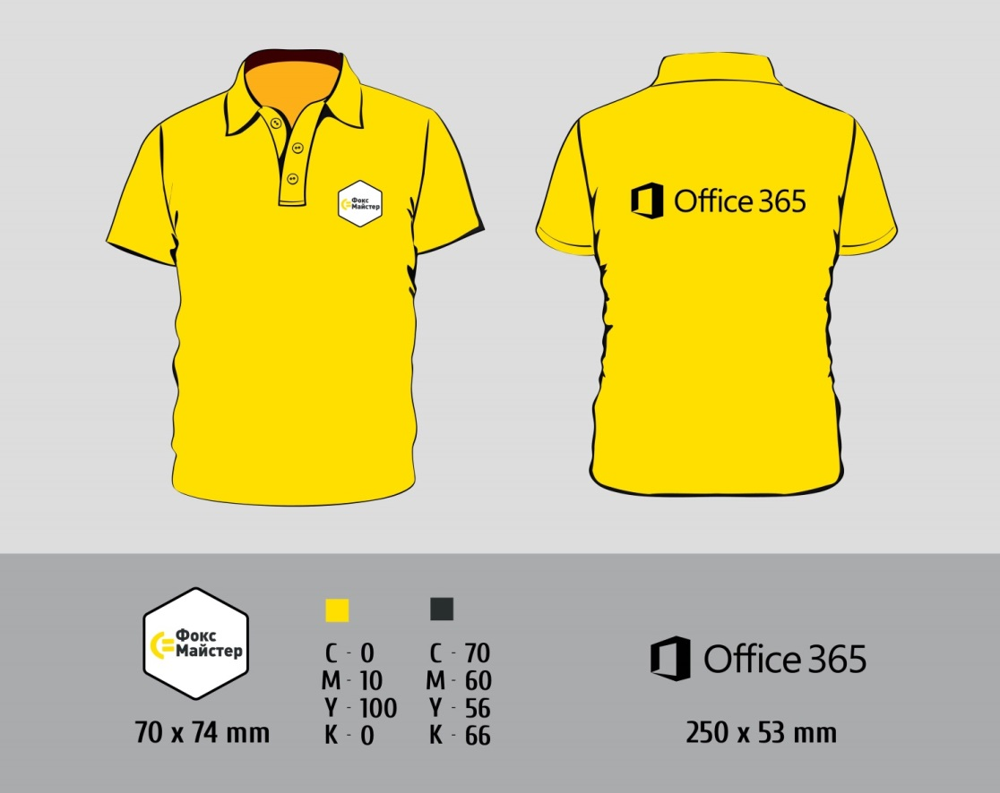 Фокс
Майстер
Office 365
Фокс
Майстер
70 x 74 mm
C - 0
M - 10
Y - 100
K - 0
C - 70
M - 60
Y - 56
K - 66
Office 365
250 x 53 mm